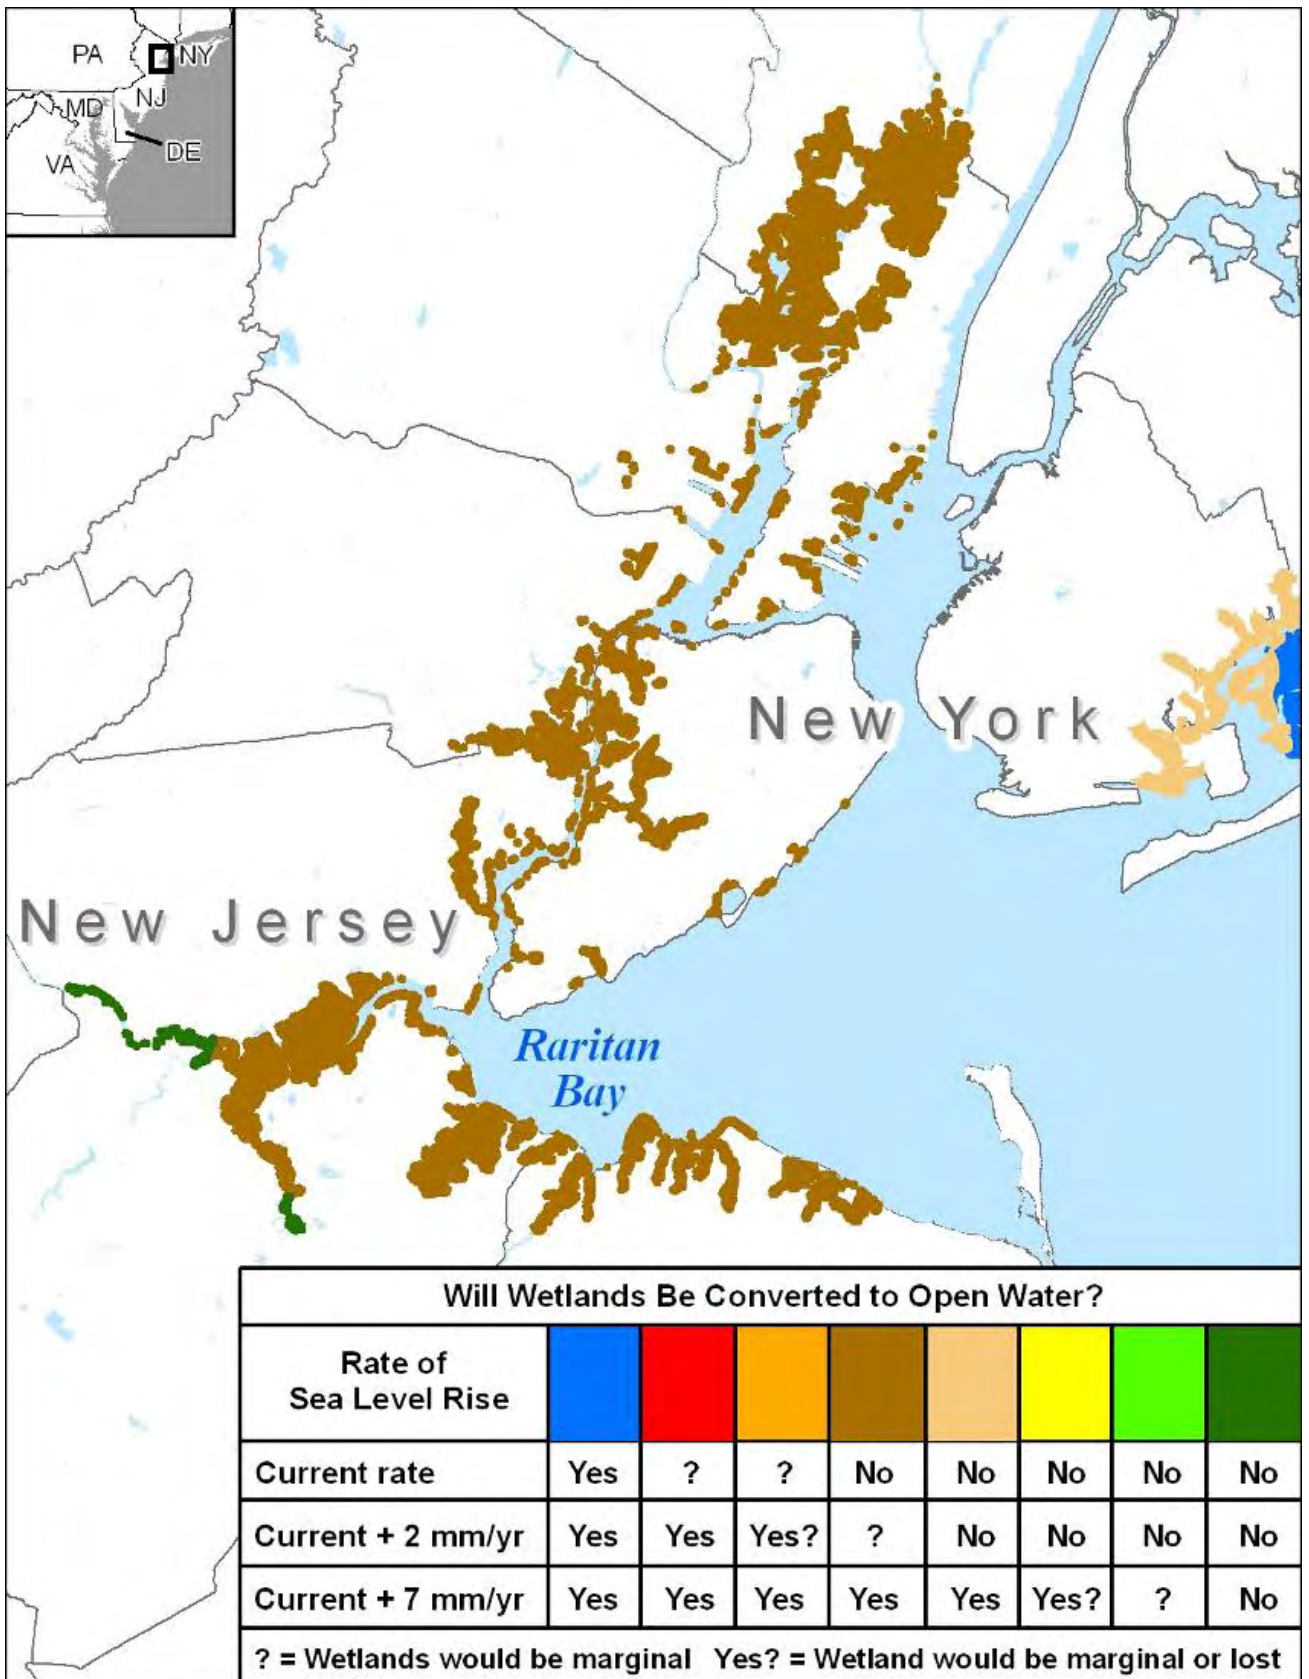 PA
NY
NJ
MD
DE
VA
New York
New Jersey
Raritan
Bay
Will Wetlands Be Converted to Open Water?
Rate of
Sea Level Rise
Current rate Yes ? ? No No No No No
Current + 2 mm/yr Yes Yes Yes? ? No No No No
Current + 7 mm/yr Yes Yes Yes Yes Yes Yes? ? No
? = Wetlands would be marginal Yes? = Wetland would be marginal or lost